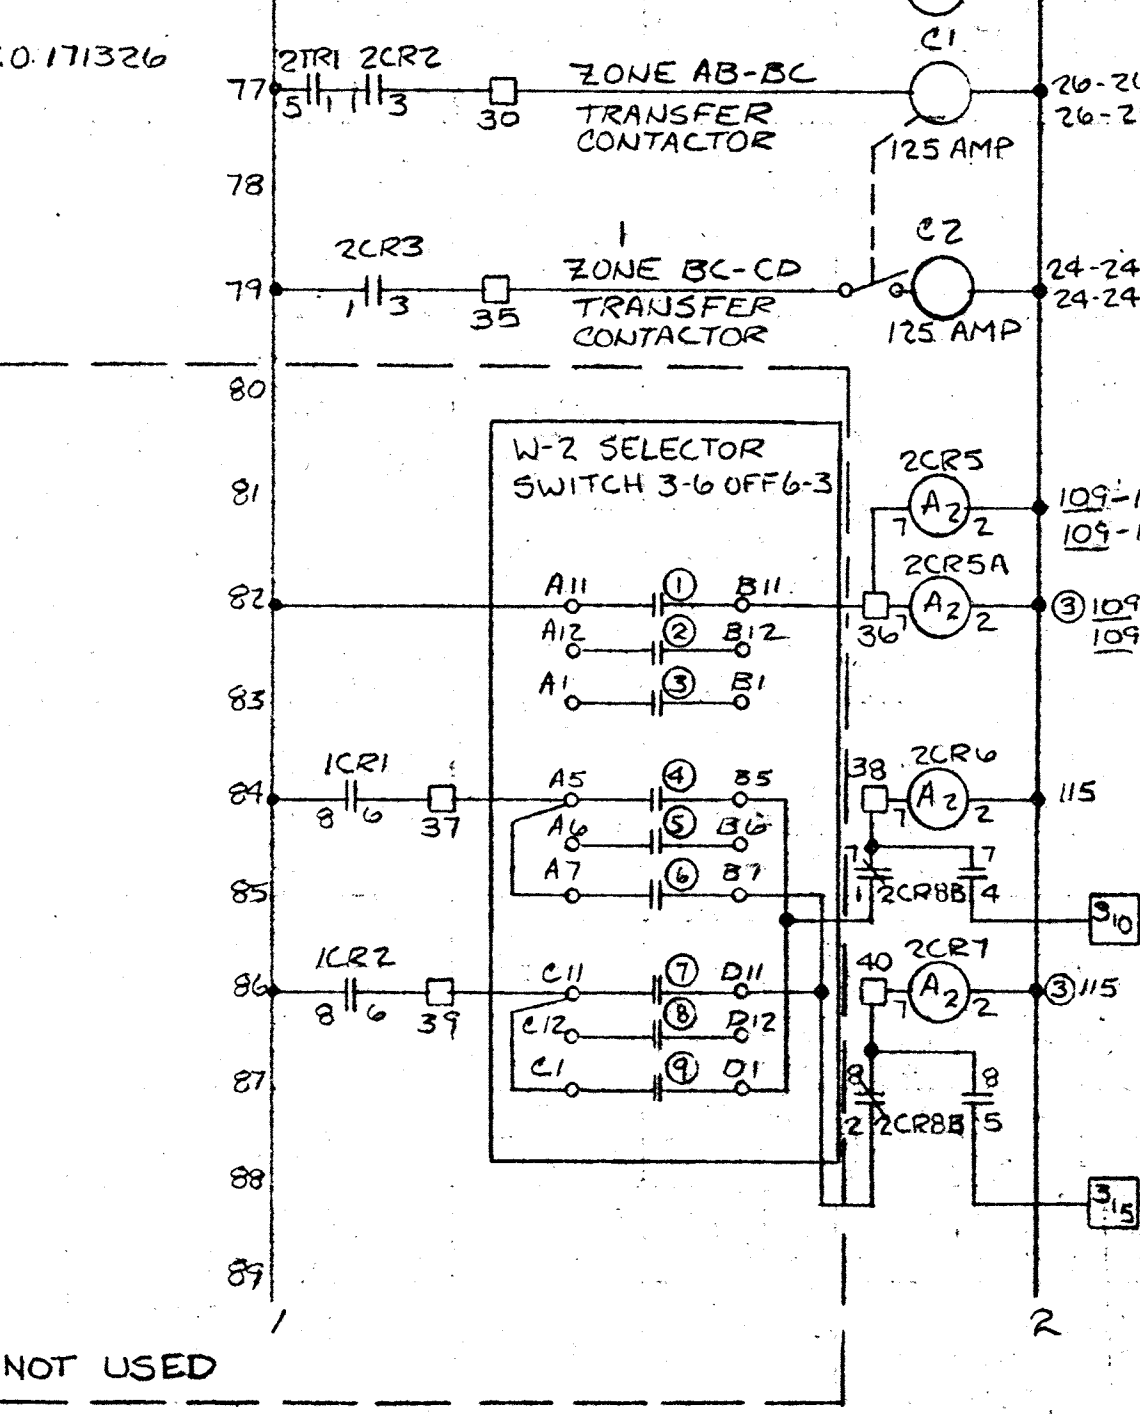 .O. 171326
C1
77 2TR1 2CR2
5 1 1 3 30
ZONE AB-BC
TRANSFER
CONTACTOR
125 AMP
26-2
26-2
78
2CR3
79
1 3 35
1
ZONE BC-CD
TRANSFER
CONTACTOR
C2
125 AMP
24-24
24-24
80
W-2 SELECTOR
SWITCH 3-6 OFF 6-3
81
2CR5
7 A2 2
109-1
109-1
2CR5A
82
A11 1 B11
36 7 A2 2
3 109
109
A12 2 B12
83
A1 3 B1
1CR1
84
8 6 37
A5 4 B5
38 2CR6
7 A2 2
115
A6 5 B6
85
A7 6 B7
7 7
1 2CR8B 4
3 10
1CR2
86
8 6 39
C11 7 D11
40 2CR7
7 A2 2
3 115
C12 8 D12
87
C1 9 D1
8 8
2 2CR8B 5
88
3 15
89
1 2
NOT USED